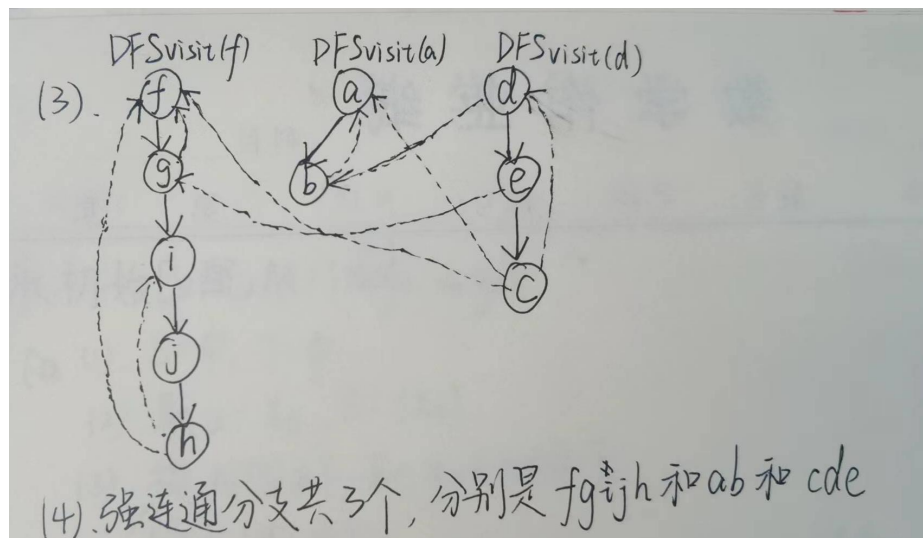 DFSvisit(f) DFSvisit(a) DFSvisit(d)
(3). f a d
g b e
i c
j
h
(4).强连通分支共3个,分别是 fgijh 和 ab 和 cde